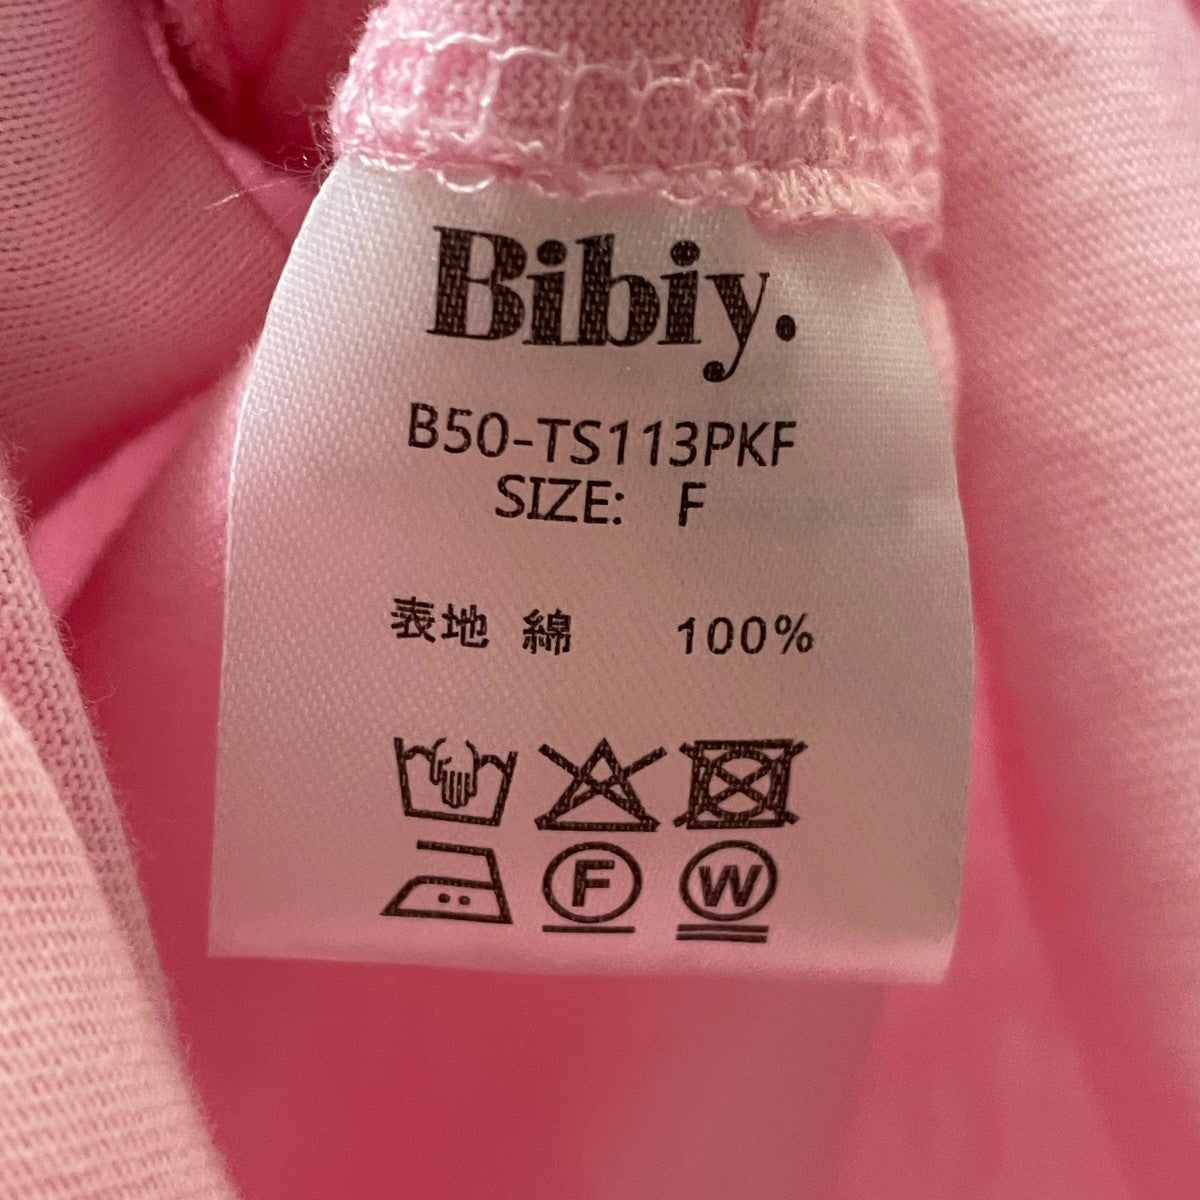 Bibiy.
B50-TS113PKF
SIZE: F
表地 綿 100%
F W